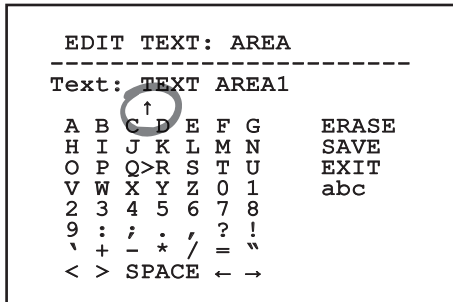 EDIT TEXT: AREA
------------------------
Text: TEXT AREA1
↑
A B C D E F G ERASE
H I J K L M N SAVE
O P Q>R S T U EXIT
V W X Y Z 0 1 abc
2 3 4 5 6 7 8
9 : ; . , ? !
‵ + - * / = ‶
< > SPACE ← →